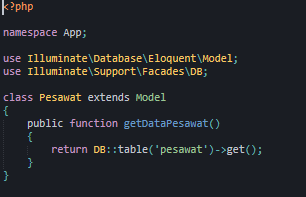 <?php
namespace App;
use Illuminate\Database\Eloquent\Model;
use Illuminate\Support\Facades\DB;
class Pesawat extends Model
{
    public function getDataPesawat()
    {
        return DB::table('pesawat')->get();
    }
}